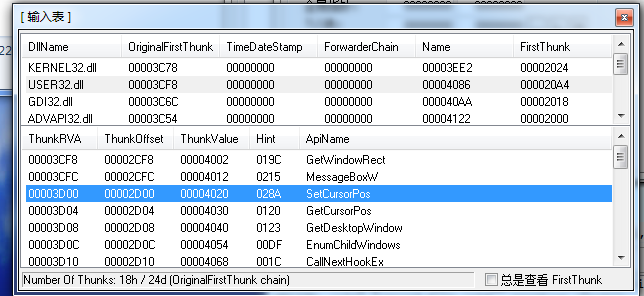 [ 输入表 ]
DllName OriginalFirstThunk TimeDateStamp ForwarderChain Name FirstThunk
KERNEL32.dll 00003C78 00000000 00000000 00003EE2 00002024
USER32.dll 00003CF8 00000000 00000000 00004086 000020A4
GDI32.dll 00003C6C 00000000 00000000 000040AA 00002018
ADVAPI32.dll 00003C54 00000000 00000000 00004122 00002000
ThunkRVA ThunkOffset ThunkValue Hint ApiName
00003CF8 00002CF8 00004002 019C GetWindowRect
00003CFC 00002CFC 00004012 0215 MessageBoxW
00003D00 00002D00 00004020 028A SetCursorPos
00003D04 00002D04 00004030 0120 GetCursorPos
00003D08 00002D08 00004040 0123 GetDesktopWindow
00003D0C 00002D0C 00004054 00DF EnumChildWindows
00003D10 00002D10 00004068 001C CallNextHookEx
Number Of Thunks: 18h / 24d (OriginalFirstThunk chain) 总是查看 FirstThunk